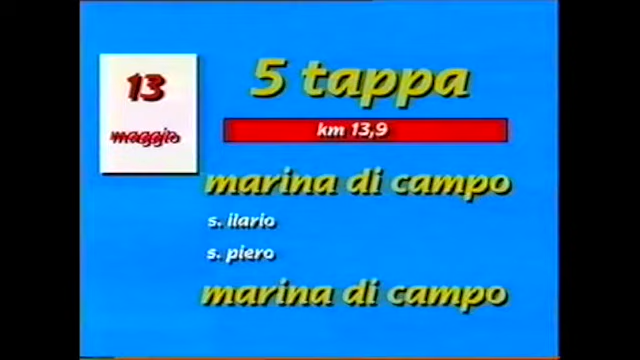 13
maggio
5 tappa
km 13,9
marina di campo
s. ilario
s. piero
marina di campo